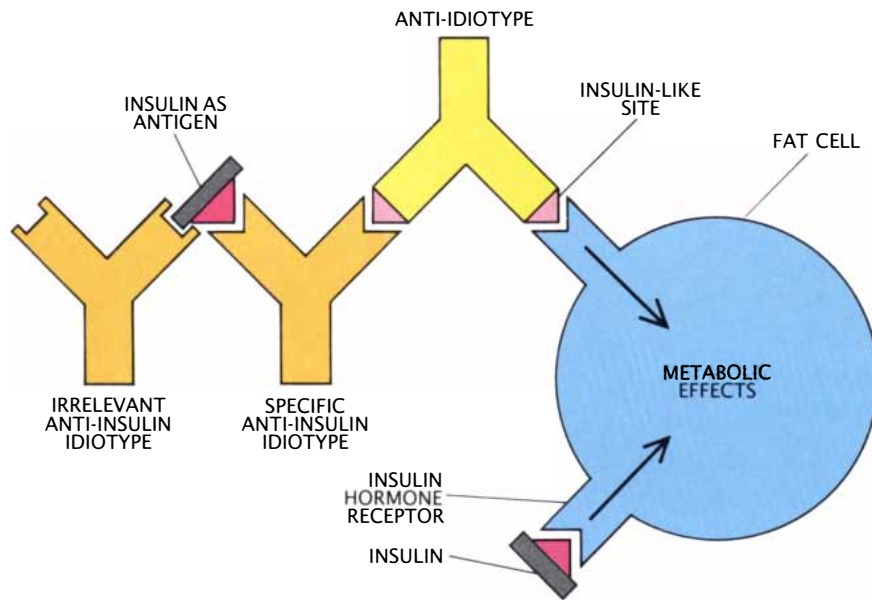 ANTI-IDIOTYPE
INSULIN AS
ANTIGEN
INSULIN-LIKE
SITE
FAT CELL
METABOLIC
EFFECTS
IRRELEVANT
ANTI-INSULIN
IDIOTYPE
SPECIFIC
ANTI-INSULIN
IDIOTYPE
INSULIN
HORMONE
RECEPTOR
INSULIN